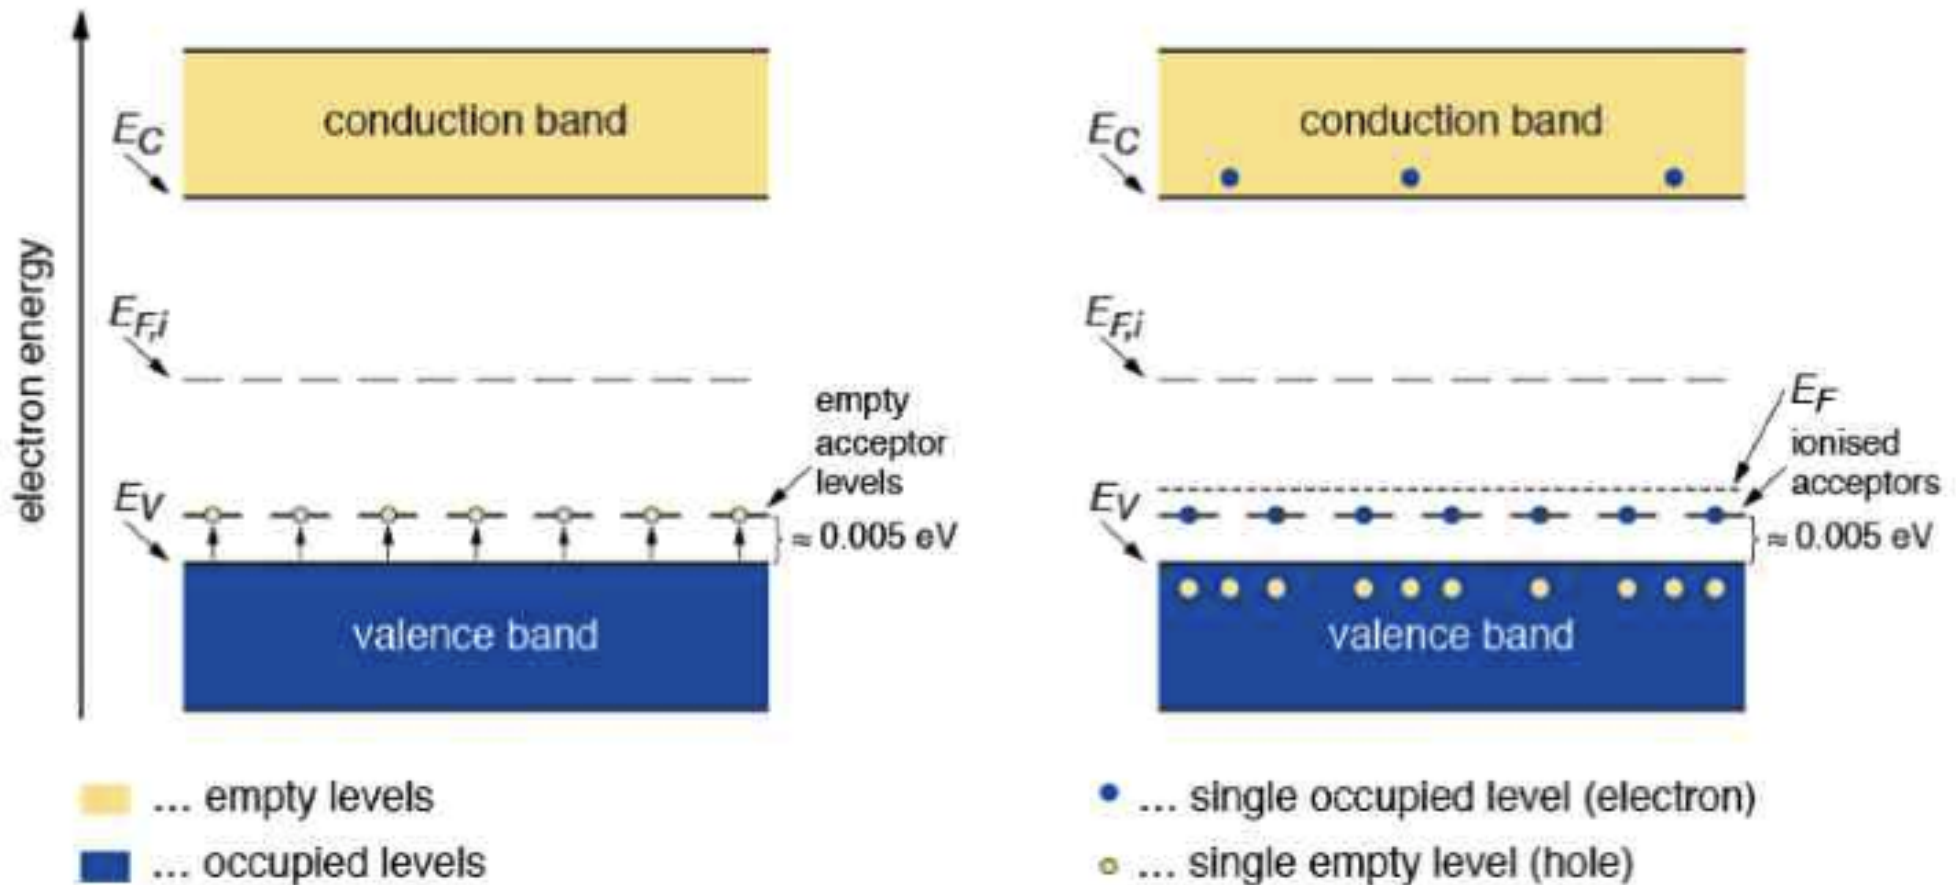 electron energy
E_C
conduction band
E_F,i
empty
acceptor
levels
E_V
≈ 0.005 eV
valence band
... empty levels
... occupied levels
E_C
conduction band
E_F,i
E_F
ionised
acceptors
E_V
≈ 0.005 eV
valence band
... single occupied level (electron)
... single empty level (hole)